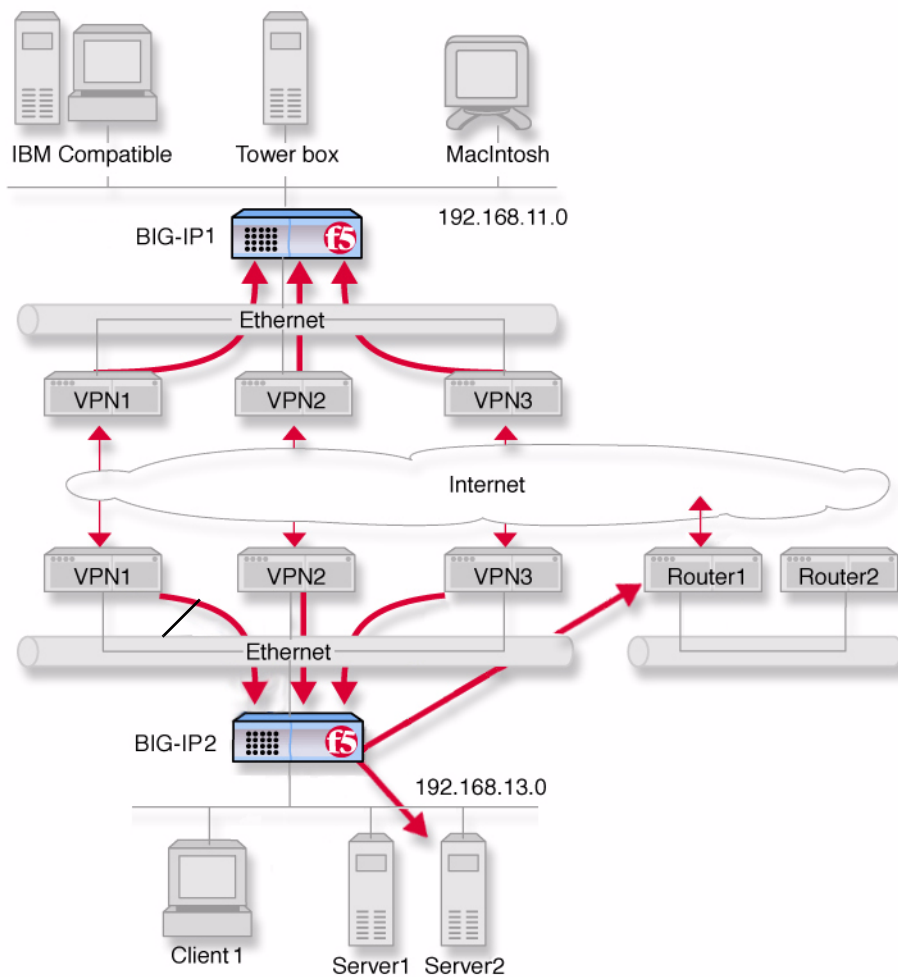 IBM Compatible
Tower box
MacIntosh
192.168.11.0
BIG-IP1
f5
Ethernet
VPN1
VPN2
VPN3
Internet
VPN1
VPN2
VPN3
Router1
Router2
Ethernet
BIG-IP2
f5
192.168.13.0
Client 1
Server1
Server2